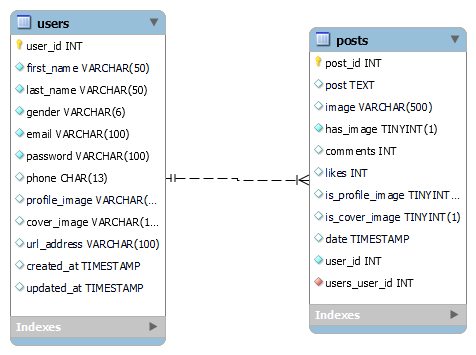 users
user_id INT
first_name VARCHAR(50)
last_name VARCHAR(50)
gender VARCHAR(6)
email VARCHAR(100)
password VARCHAR(100)
phone CHAR(13)
profile_image VARCHAR(...
cover_image VARCHAR(1...
url_address VARCHAR(100)
created_at TIMESTAMP
updated_at TIMESTAMP
Indexes
posts
post_id INT
post TEXT
image VARCHAR(500)
has_image TINYINT(1)
comments INT
likes INT
is_profile_image TINYINT...
is_cover_image TINYINT(1)
date TIMESTAMP
user_id INT
users_user_id INT
Indexes